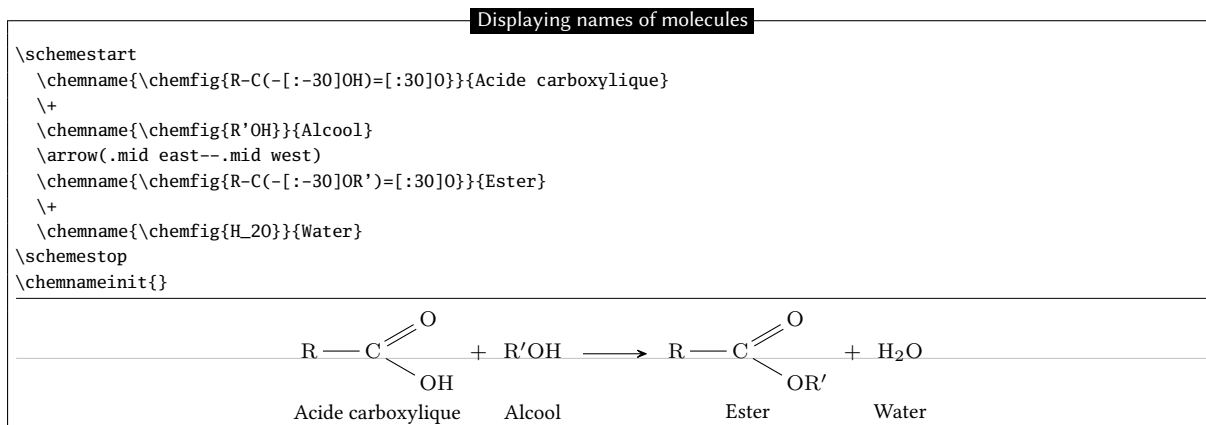 Displaying names of molecules
\schemestart
\chemname{\chemfig{R-C(-[:-30]OH)=[:30]O}}{Acide carboxylique}
\+
\chemname{\chemfig{R’OH}}{Alcool}
\arrow(.mid east--.mid west)
\chemname{\chemfig{R-C(-[:-30]OR’)=[:30]O}}{Ester}
\+
\chemname{\chemfig{H_2O}}{Water}
\schemestop
\chemnameinit{}
O O
R C + R′OH R C + H₂O
OH OR′
Acide carboxylique Alcool Ester Water